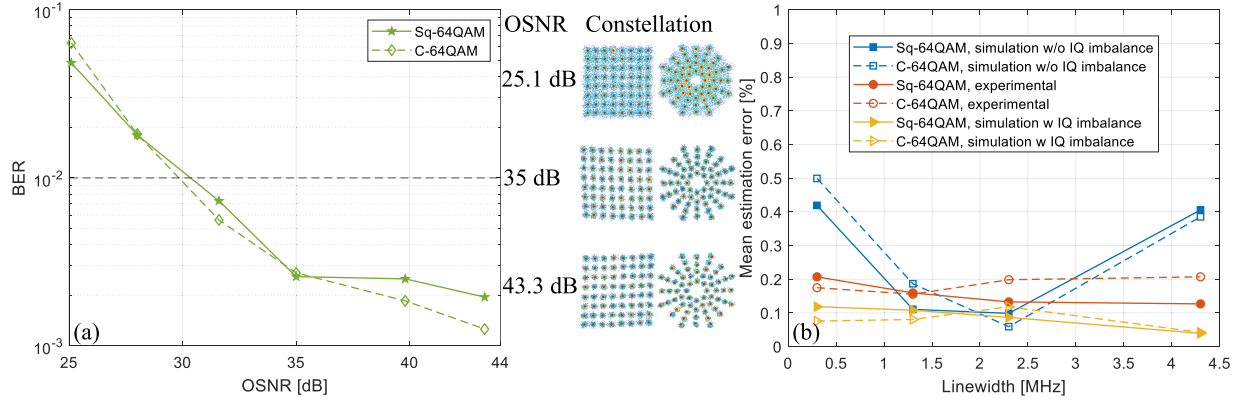 10-1
10-2
10-3
BER
25
30
35
40
44
OSNR [dB]
Sq-64QAM
C-64QAM
(a)
OSNR Constellation
25.1 dB
35 dB
43.3 dB
1
0.9
0.8
0.7
0.6
0.5
0.4
0.3
0.2
0.1
0
Mean estimation error [%]
Sq-64QAM, simulation w/o IQ imbalance
C-64QAM, simulation w/o IQ imbalance
Sq-64QAM, experimental
C-64QAM, experimental
Sq-64QAM, simulation w IQ imbalance
C-64QAM, simulation w IQ imbalance
(b)
0 0.5 1 1.5 2 2.5 3 3.5 4 4.5
Linewidth [MHz]